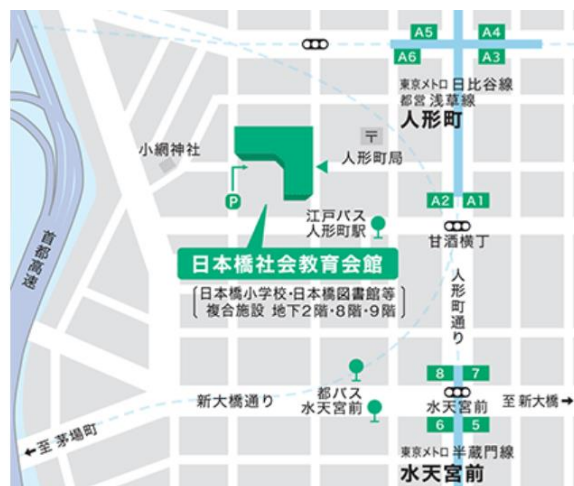 A5
A4
A6
A3
東京メトロ 日比谷線
都営 浅草線
人形町
〒
人形町局
小網神社
P
A2
A1
江戸バス
人形町駅
甘酒横丁
首都高速
日本橋社会教育会館
日本橋小学校・日本橋図書館等
複合施設 地下2階・8階・9階
人形町通り
8
7
都バス
水天宮前
新大橋通り
水天宮前
至 新大橋→
6
5
←至 茅場町
東京メトロ 半蔵門線
水天宮前